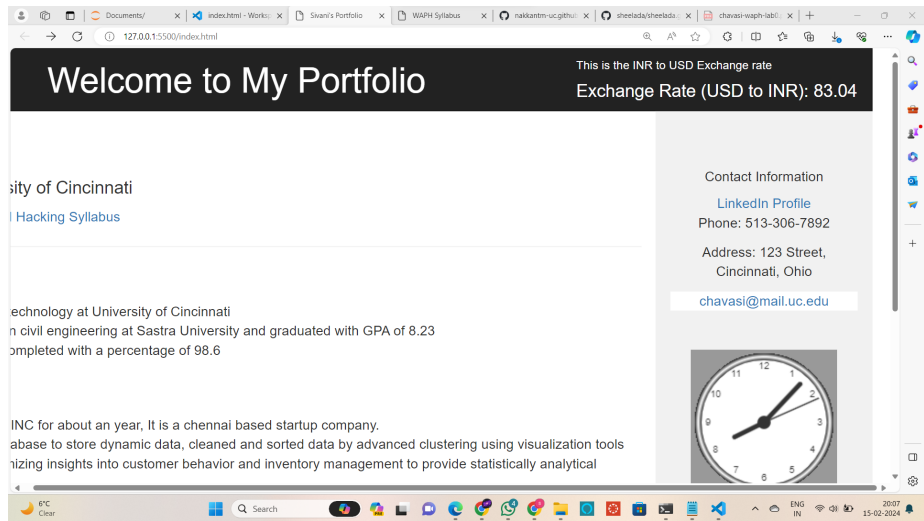 Documents/
index.html - Works
Sivani's Portfolio
WAPH Syllabus
nakkantm-uc.github
sheelada/sheelada.g
chavasi-waph-lab0
127.0.0.1:5500/index.html
Welcome to My Portfolio
This is the INR to USD Exchange rate
Exchange Rate (USD to INR): 83.04
sity of Cincinnati
l Hacking Syllabus
echnology at University of Cincinnati
n civil engineering at Sastra University and graduated with GPA of 8.23
ompleted with a percentage of 98.6
INC for about an year, It is a chennai based startup company.
abase to store dynamic data, cleaned and sorted data by advanced clustering using visualization tools
nizing insights into customer behavior and inventory management to provide statistically analytical
Contact Information
LinkedIn Profile
Phone: 513-306-7892
Address: 123 Street,
Cincinnati, Ohio
chavasi@mail.uc.edu
12
11 1
10 2
9 3
8 4
7 5
6
6°C
Clear
Search
ENG
IN
20:07
15-02-2024